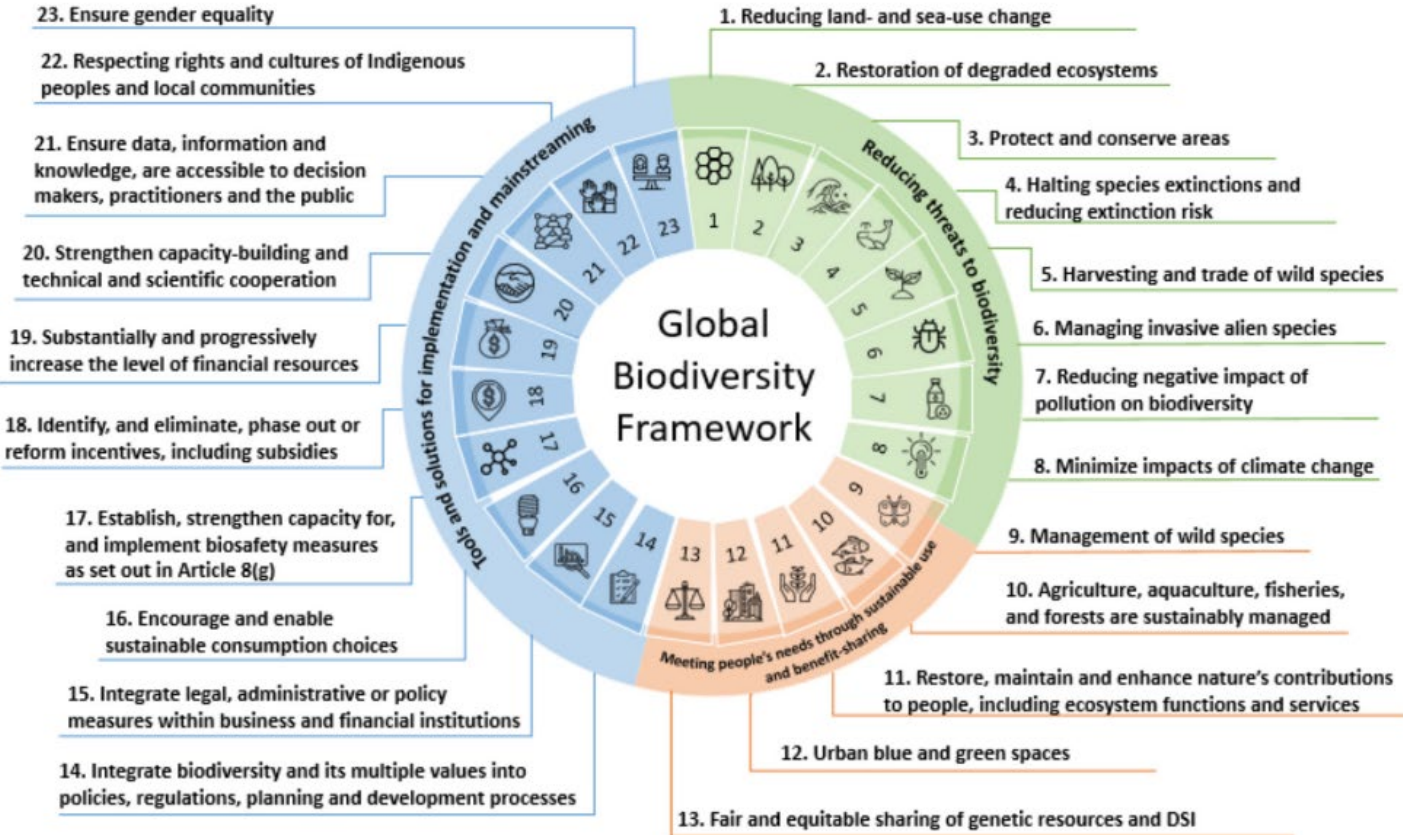 23. Ensure gender equality
22. Respecting rights and cultures of Indigenous
peoples and local communities
21. Ensure data, information and
knowledge, are accessible to decision
makers, practitioners and the public
20. Strengthen capacity-building and
technical and scientific cooperation
19. Substantially and progressively
increase the level of financial resources
18. Identify, and eliminate, phase out or
reform incentives, including subsidies
17. Establish, strengthen capacity for,
and implement biosafety measures
as set out in Article 8(g)
16. Encourage and enable
sustainable consumption choices
15. Integrate legal, administrative or policy
measures within business and financial institutions
14. Integrate biodiversity and its multiple values into
policies, regulations, planning and development processes
1. Reducing land- and sea-use change
2. Restoration of degraded ecosystems
3. Protect and conserve areas
4. Halting species extinctions and
reducing extinction risk
5. Harvesting and trade of wild species
6. Managing invasive alien species
7. Reducing negative impact of
pollution on biodiversity
8. Minimize impacts of climate change
9. Management of wild species
10. Agriculture, aquaculture, fisheries,
and forests are sustainably managed
11. Restore, maintain and enhance nature's contributions
to people, including ecosystem functions and services
12. Urban blue and green spaces
13. Fair and equitable sharing of genetic resources and DSI
Tools and solutions for implementation and mainstreaming
Reducing threats to biodiversity
Meeting people's needs through sustainable use
and benefit-sharing
1
2
3
4
5
6
7
8
9
10
11
12
13
14
15
16
17
18
19
20
21
22
23
$
$
Global
Biodiversity
Framework